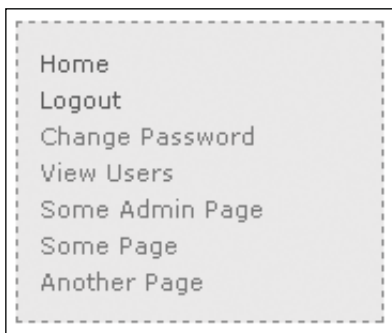 Home
Logout
Change Password
View Users
Some Admin Page
Some Page
Another Page